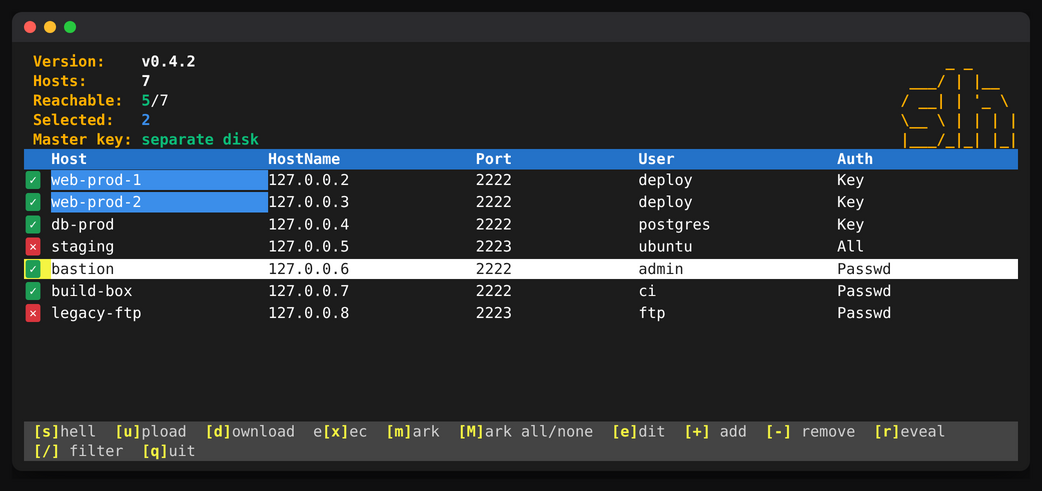 Version: v0.4.2
Hosts: 7
Reachable: 5/7
Selected: 2
Master key: separate disk
slh
Host HostName Port User Auth
✓ web-prod-1 127.0.0.2 2222 deploy Key
✓ web-prod-2 127.0.0.3 2222 deploy Key
✓ db-prod 127.0.0.4 2222 postgres Key
✕ staging 127.0.0.5 2223 ubuntu All
✓ bastion 127.0.0.6 2222 admin Passwd
✓ build-box 127.0.0.7 2222 ci Passwd
✕ legacy-ftp 127.0.0.8 2223 ftp Passwd
[s]hell [u]pload [d]ownload e[x]ec [m]ark [M]ark all/none [e]dit [+] add [-] remove [r]eveal
[/] filter [q]uit